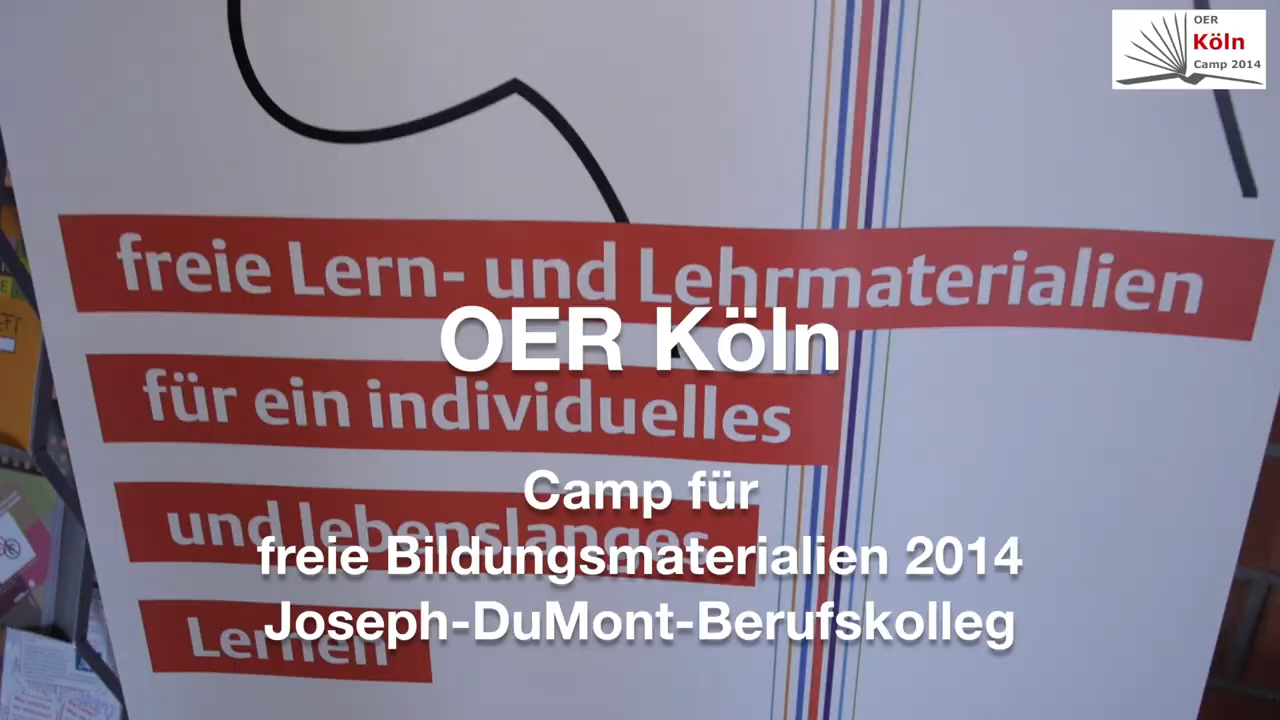 OER
Köln
Camp 2014
freie Lern- und Lehrmaterialien
OER Köln
für ein individuelles
Camp für
und lebenslanges
freie Bildungsmaterialien 2014
Joseph-DuMont-Berufskolleg
Lernen